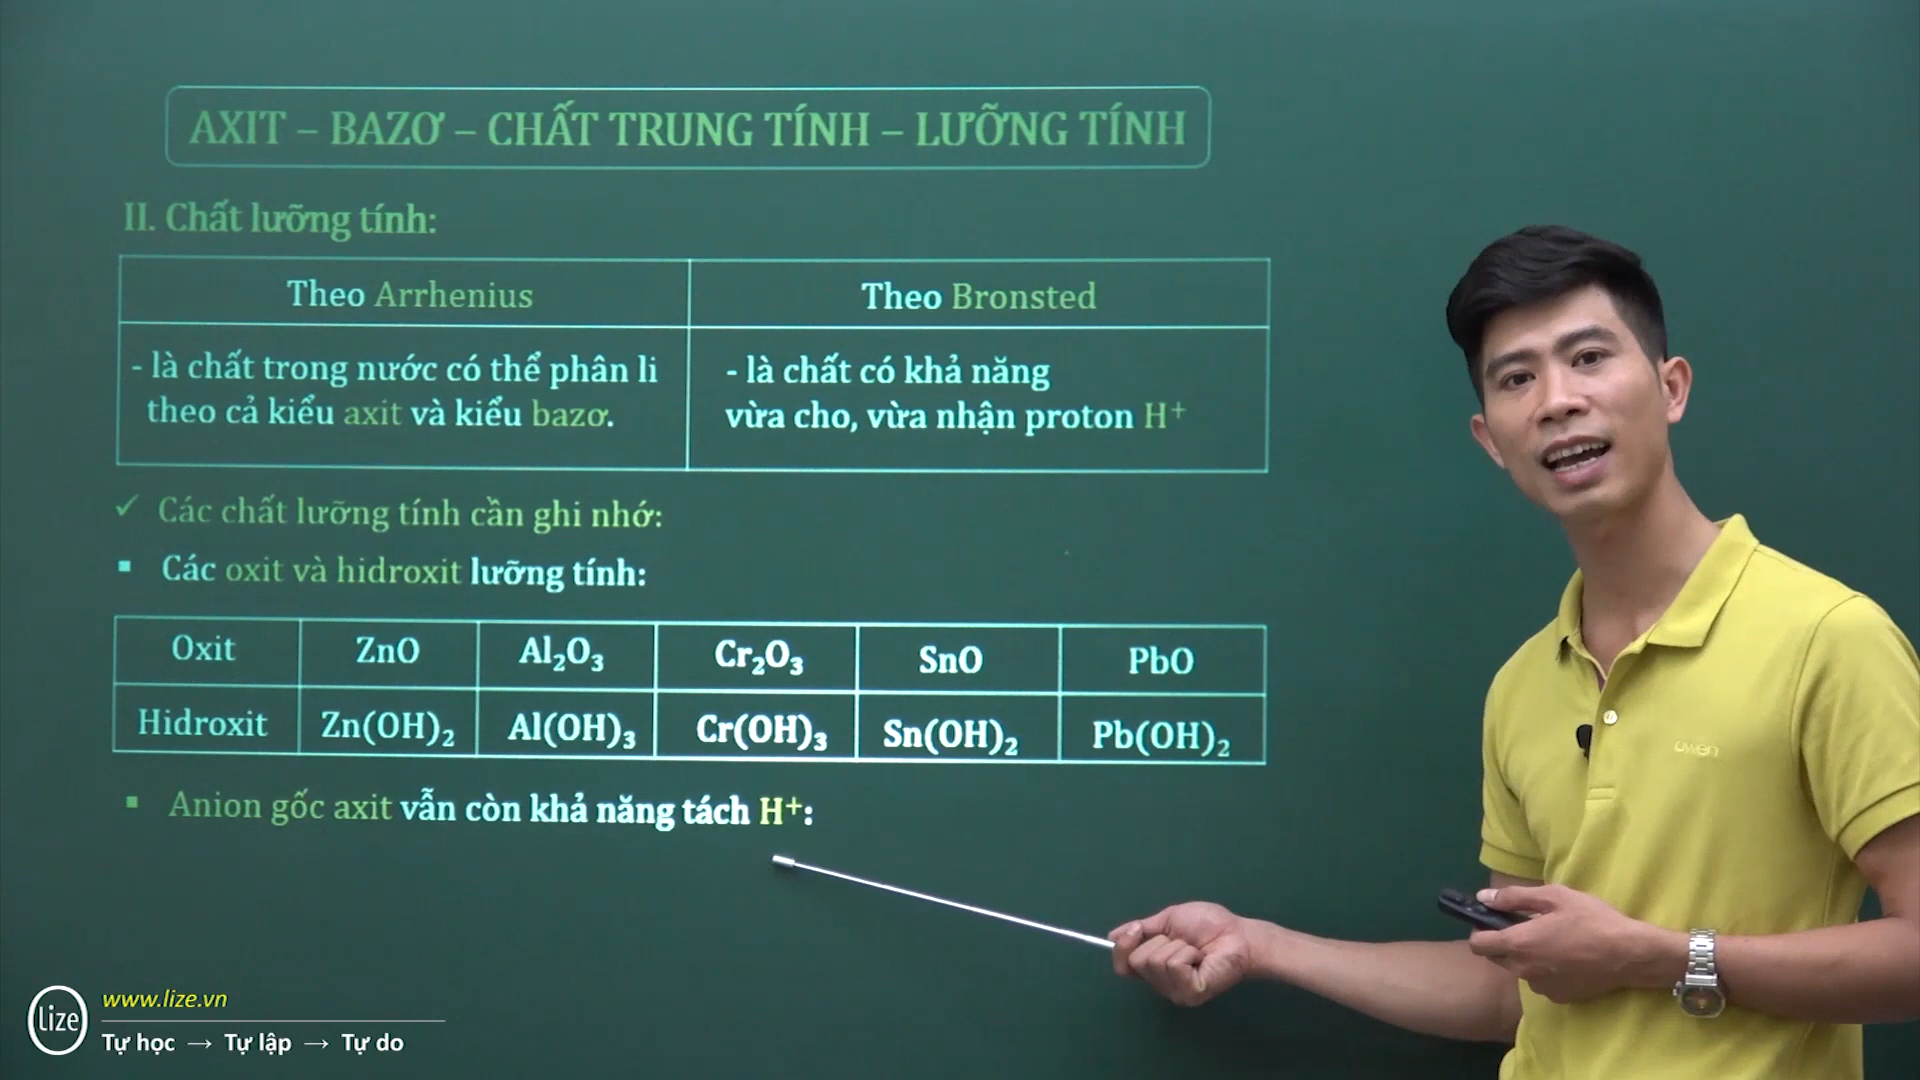 AXIT – BAZƠ – CHẤT TRUNG TÍNH – LƯỠNG TÍNH
II. Chất lưỡng tính:
Theo Arrhenius
Theo Bronsted
- là chất trong nước có thể phân li
theo cả kiểu axit và kiểu bazơ.
- là chất có khả năng
vừa cho, vừa nhận proton H⁺
✓ Các chất lưỡng tính cần ghi nhớ:
▪ Các oxit và hidroxit lưỡng tính:
Oxit ZnO Al₂O₃ Cr₂O₃ SnO PbO
Hidroxit Zn(OH)₂ Al(OH)₃ Cr(OH)₃ Sn(OH)₂ Pb(OH)₂
▪ Anion gốc axit vẫn còn khả năng tách H⁺:
uwen
lize
www.lize.vn
Tự học → Tự lập → Tự do